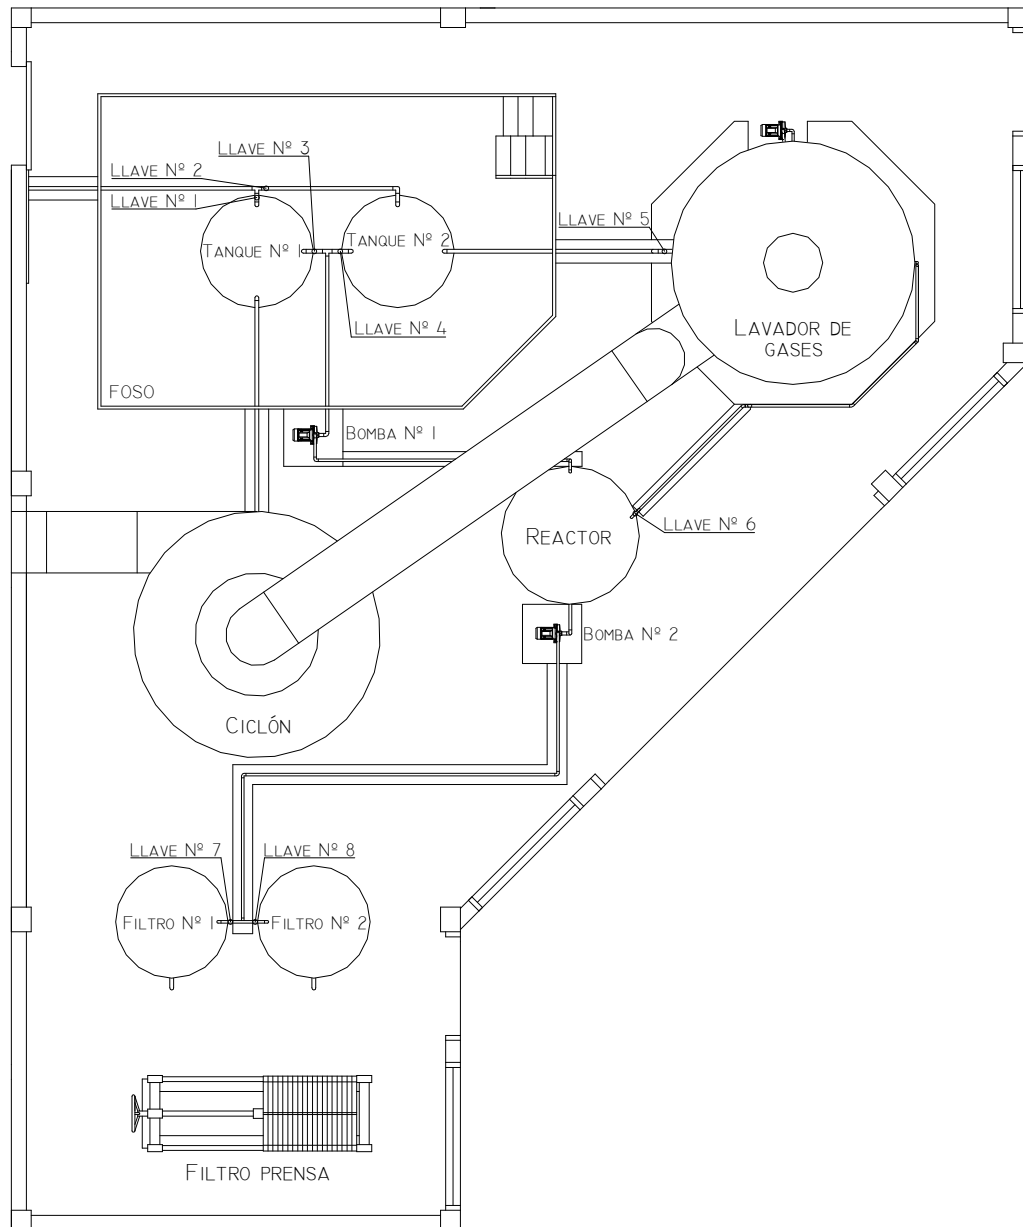 LLAVE Nº 3
LLAVE Nº 2
LLAVE Nº 1
TANQUE Nº 1
TANQUE Nº 2
LLAVE Nº 5
LLAVE Nº 4
LAVADOR DE
GASES
FOSO
BOMBA Nº 1
LLAVE Nº 6
REACTOR
BOMBA Nº 2
CICLÓN
LLAVE Nº 7
LLAVE Nº 8
FILTRO Nº 1
FILTRO Nº 2
FILTRO PRENSA